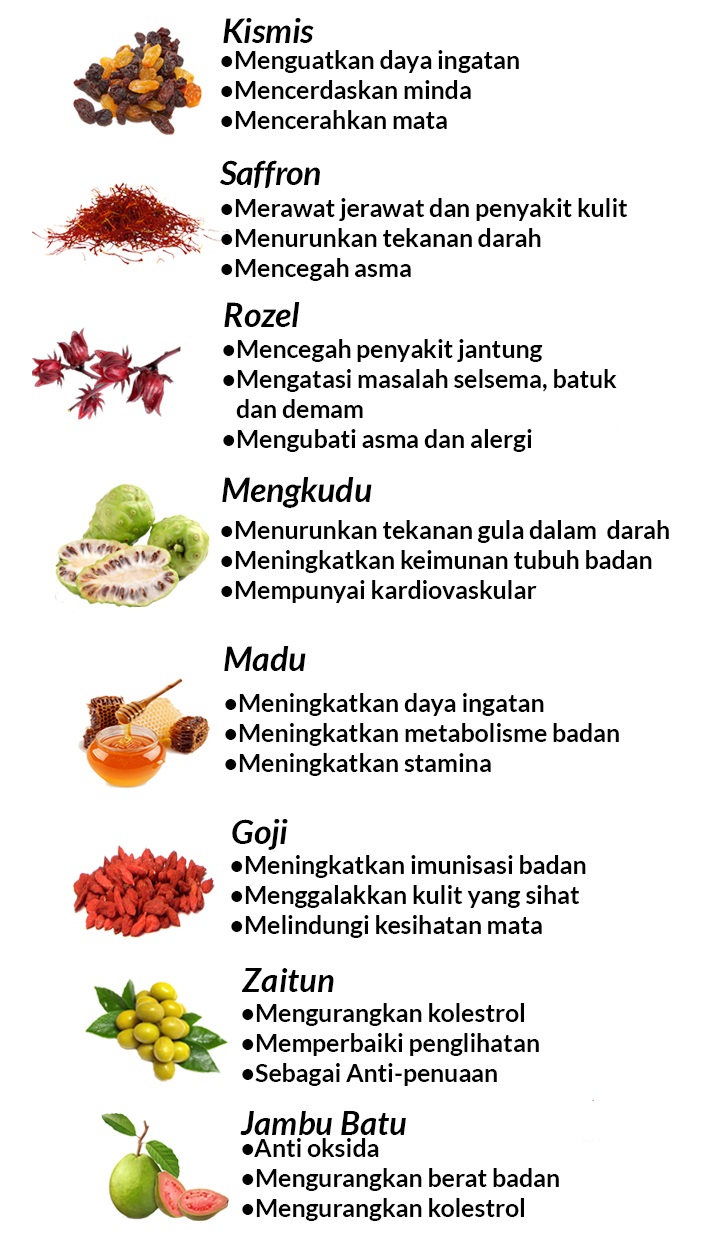 Kismis
●Menguatkan daya ingatan
●Mencerdaskan minda
●Mencerahkan mata
Saffron
●Merawat jerawat dan penyakit kulit
●Menurunkan tekanan darah
●Mencegah asma
Rozel
●Mencegah penyakit jantung
●Mengatasi masalah selsema, batuk
dan demam
●Mengubati asma dan alergi
Mengkudu
●Menurunkan tekanan gula dalam darah
●Meningkatkan keimunan tubuh badan
●Mempunyai kardiovaskular
Madu
●Meningkatkan daya ingatan
●Meningkatkan metabolisme badan
●Meningkatkan stamina
Goji
●Meningkatkan imunisasi badan
●Menggalakkan kulit yang sihat
●Melindungi kesihatan mata
Zaitun
●Mengurangkan kolestrol
●Memperbaiki penglihatan
●Sebagai Anti-penuaan
Jambu Batu
●Anti oksida
●Mengurangkan berat badan
●Mengurangkan kolestrol